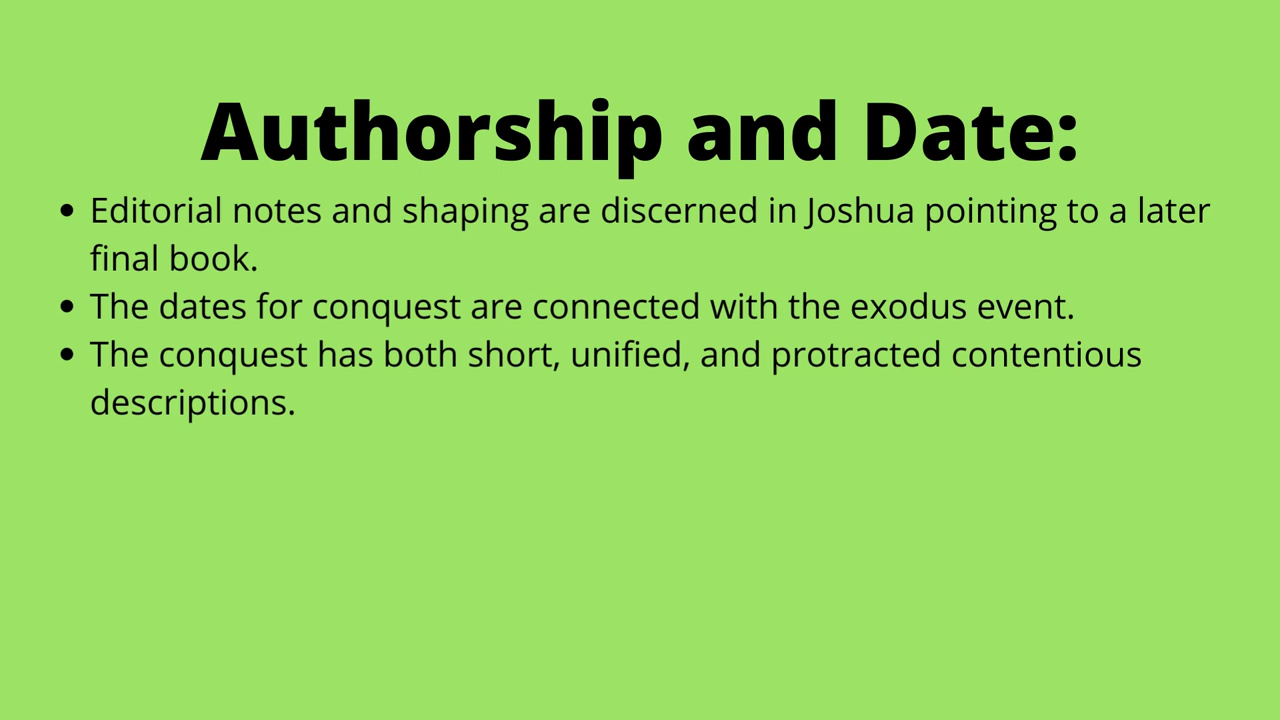 Authorship and Date:
• Editorial notes and shaping are discerned in Joshua pointing to a later
final book.
• The dates for conquest are connected with the exodus event.
• The conquest has both short, unified, and protracted contentious
descriptions.